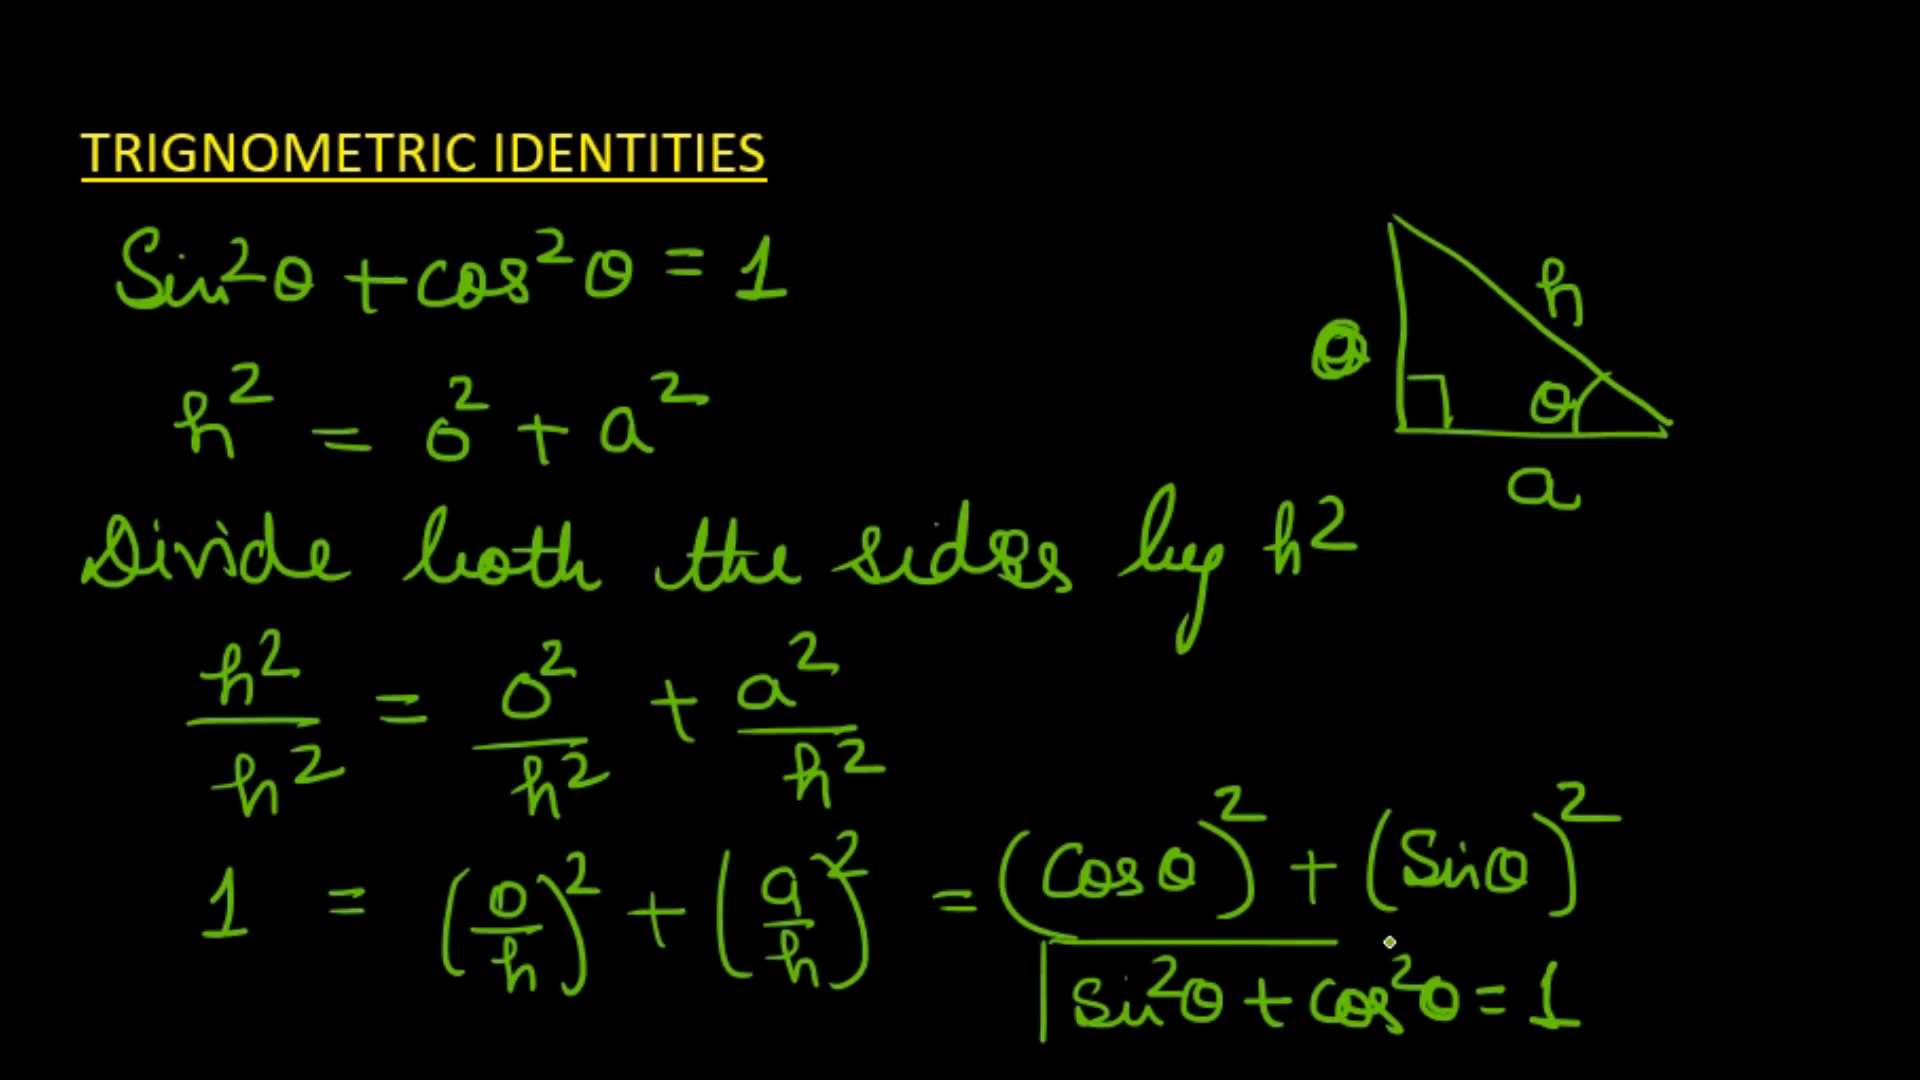 TRIGNOMETRIC IDENTITIES
Sin²θ + cos²θ = 1
h² = o² + a²
Divide both the sides by h²
h²/h² = o²/h² + a²/h²
1 = (o/h)² + (a/h)² = (Cosθ)² + (Sinθ)²
sin²θ + cos²θ = 1
h
o
θ
a